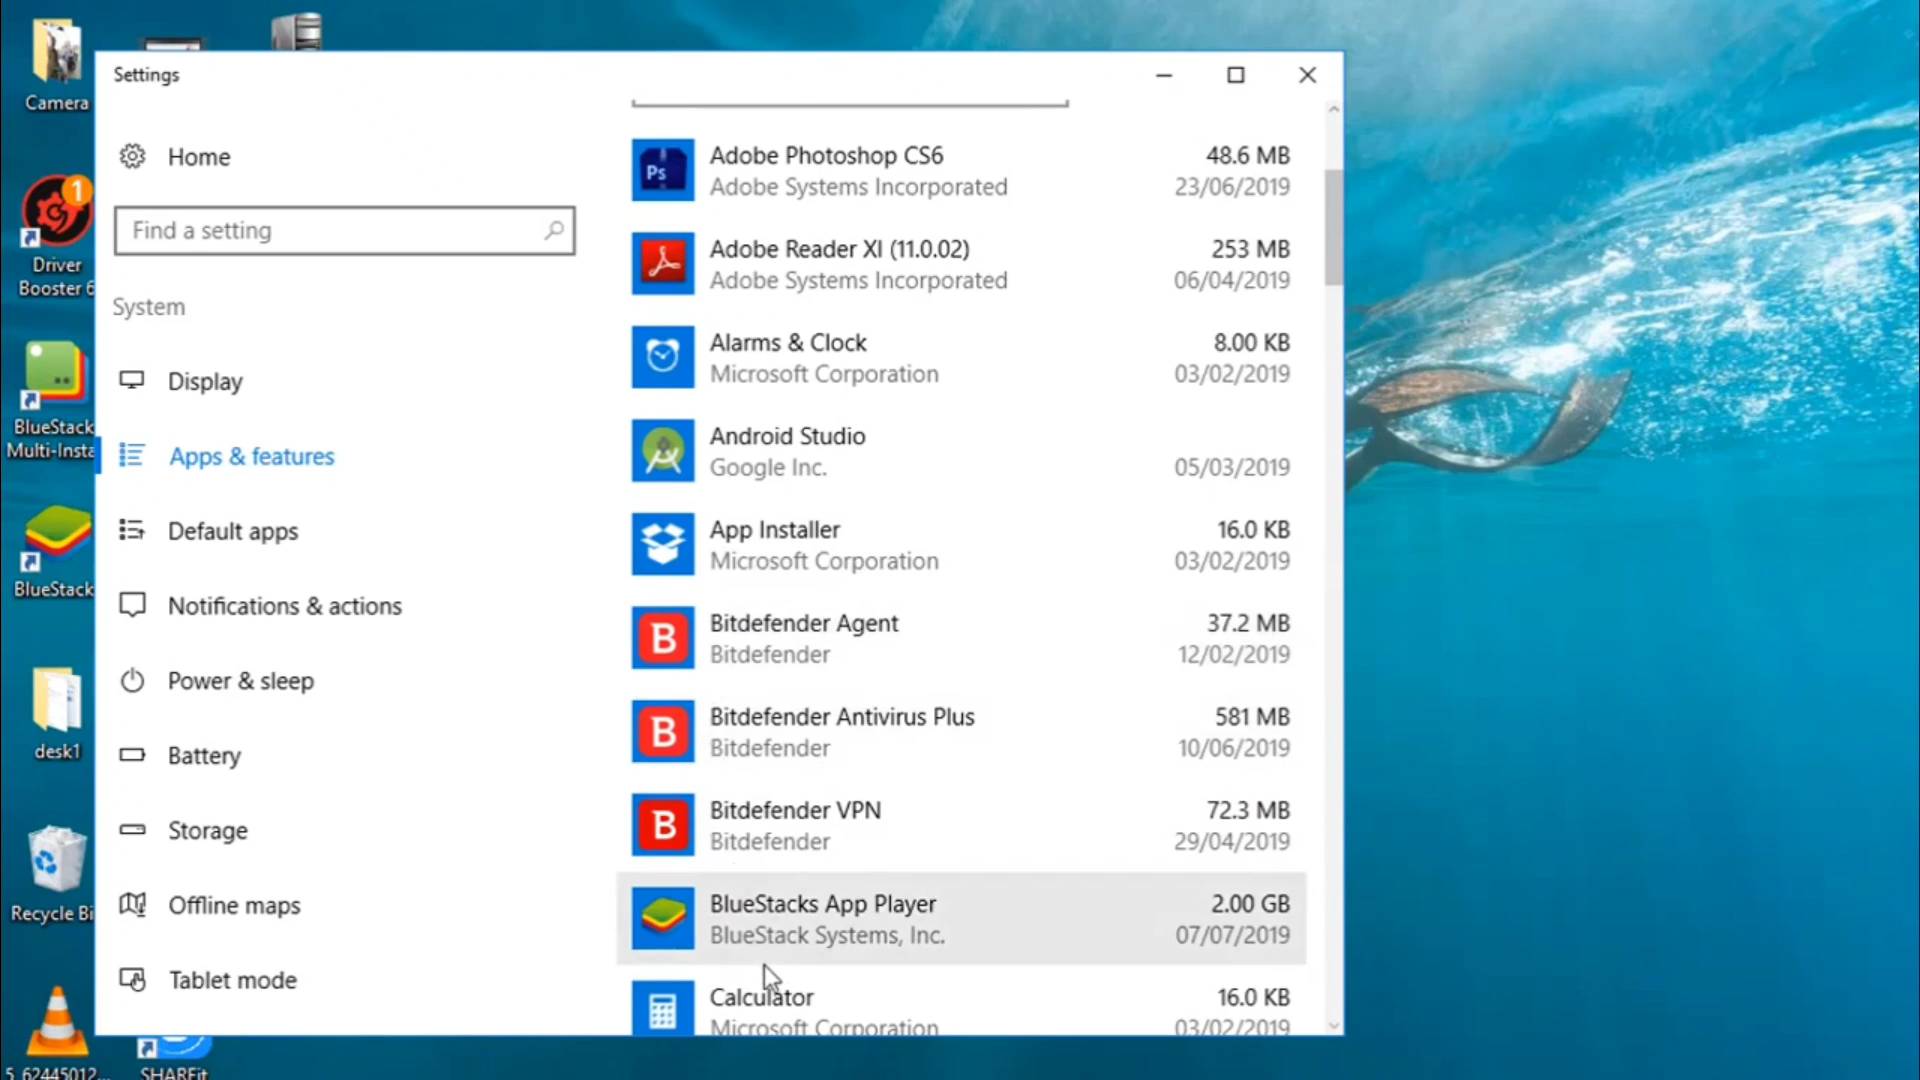 Camera
1
Driver
Booster 6
BlueStack
Multi-Insta
BlueStack
desk1
Recycle Bi
5_62445012...
SHAREit
Settings
Home
Find a setting
System
Display
Apps & features
Default apps
Notifications & actions
Power & sleep
Battery
Storage
Offline maps
Tablet mode
Ps
Adobe Photoshop CS6 48.6 MB
Adobe Systems Incorporated 23/06/2019
Adobe Reader XI (11.0.02) 253 MB
Adobe Systems Incorporated 06/04/2019
Alarms & Clock 8.00 KB
Microsoft Corporation 03/02/2019
Android Studio
Google Inc. 05/03/2019
App Installer 16.0 KB
Microsoft Corporation 03/02/2019
B
Bitdefender Agent 37.2 MB
Bitdefender 12/02/2019
B
Bitdefender Antivirus Plus 581 MB
Bitdefender 10/06/2019
B
Bitdefender VPN 72.3 MB
Bitdefender 29/04/2019
BlueStacks App Player 2.00 GB
BlueStack Systems, Inc. 07/07/2019
Calculator 16.0 KB
Microsoft Corporation 03/02/2019